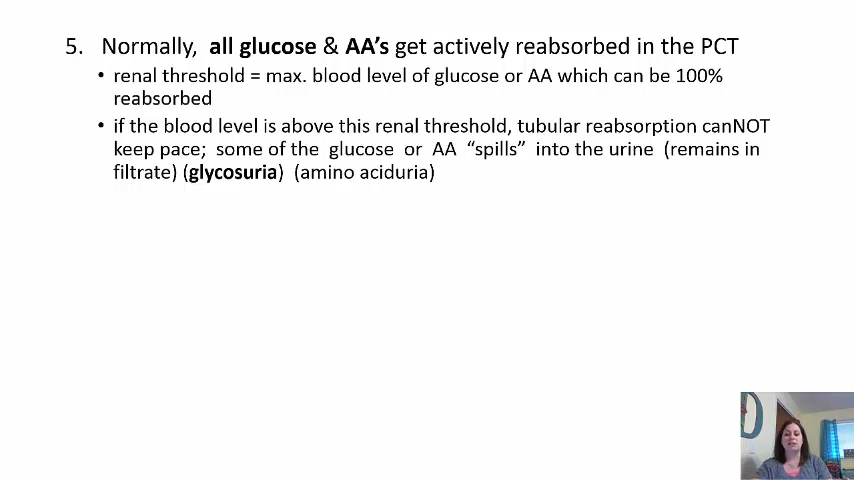 5. Normally, all glucose & AA's get actively reabsorbed in the PCT
• renal threshold = max. blood level of glucose or AA which can be 100%
reabsorbed
• if the blood level is above this renal threshold, tubular reabsorption canNOT
keep pace; some of the glucose or AA “spills” into the urine (remains in
filtrate) (glycosuria) (amino aciduria)